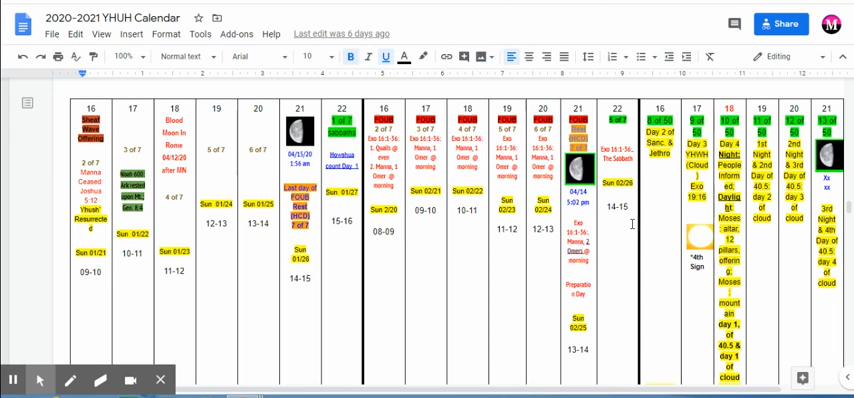 2020-2021 YHUH Calendar
File Edit View Insert Format Tools Add-ons Help Last edit was 6 days ago
Share
M
100% Normal text Arial 10 B I U A Editing
16
Sheaf
Wave
Offering
2 of 7
Manna
Ceased
Joshua
5:12
Yhush'
Resurrecte
d
Sun 01/21
09-10
17
3 of 7
Noah 600:
Ark rested
upon Mt.;
Gen. 8:4
Sun 01/22
10-11
18
Blood
Moon In
Rome
04/12/20
after MN
4 of 7
Sun 01/23
11-12
19
5 of 7
Sun 01/24
12-13
20
6 of 7
Sun 01/25
13-14
21
04/15/20
1:56 am
Last day of
FOUB
Rest
(HCD)
7 of 7
Sun
01/26
14-15
22
1 of 7
sabbaths
Howshua
count Day 1
Sun 01/27
15-16
16
FOUB
2 of 7
Exo 16:1-36:
1. Quails @
even
2. Manna, 1
Omer @
morning
Sun 2/20
08-09
17
FOUB
3 of 7
Exo 16:1-36:
Manna, 1
Omer @
morning
Sun 02/21
09-10
18
FOUB
4 of 7
Exo 16:1-36:
Manna, 1
Omer @
morning
Sun 02/22
10-11
19
FOUB
5 of 7
Exo
16:1-36:
Manna, 1
Omer @
morning
Sun
02/23
11-12
20
FOUB
6 of 7
Exo
16:1-36:
Manna, 1
Omer @
morning
Sun
02/24
12-13
21
FOUB
Rest
(HCD)
7 of 7
04/14
5:02 pm
Exo
16:1-36:
Manna, 2
Omers @
morning
Preparatio
n Day
Sun
02/25
13-14
22
5 of 7
Exo 16:1-36:.
The Sabbath
Sun 02/26
14-15
16
8 of 50
Day 2 of
Sanc. &
Jethro
17
9 of
50
Day 3
YHWH
(Cloud
)
Exo
19:16
*4th
Sign
18
10 of
50
Day 4
Night:
People
Inform
ed;
Dayligh
ht:
Moses
: altar,
12
pillars,
offerin
g;
Moses
:
mount
ain
day 1,
of
40.5 &
day 1
of
cloud
19
11 of
50
1st
Night &
2nd Day
of 40.5:
day 2 of
cloud
20
12 of
50
2nd
Night &
3rd Day
of 40.5:
day 3 of
cloud
21
13 of
50
Xx
xx
3rd
Night &
4th
Day of
40.5:
day 4
of
cloud